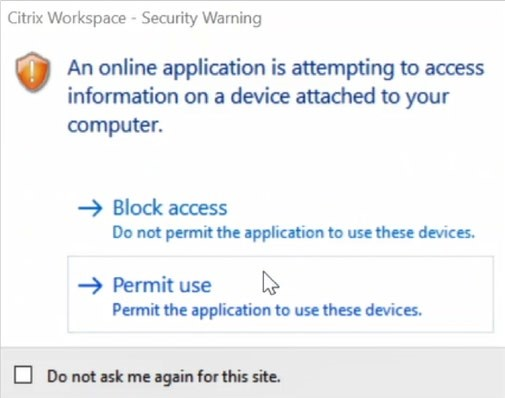 Citrix Workspace - Security Warning
An online application is attempting to access
information on a device attached to your
computer.
Block access
Do not permit the application to use these devices.
Permit use
Permit the application to use these devices.
Do not ask me again for this site.